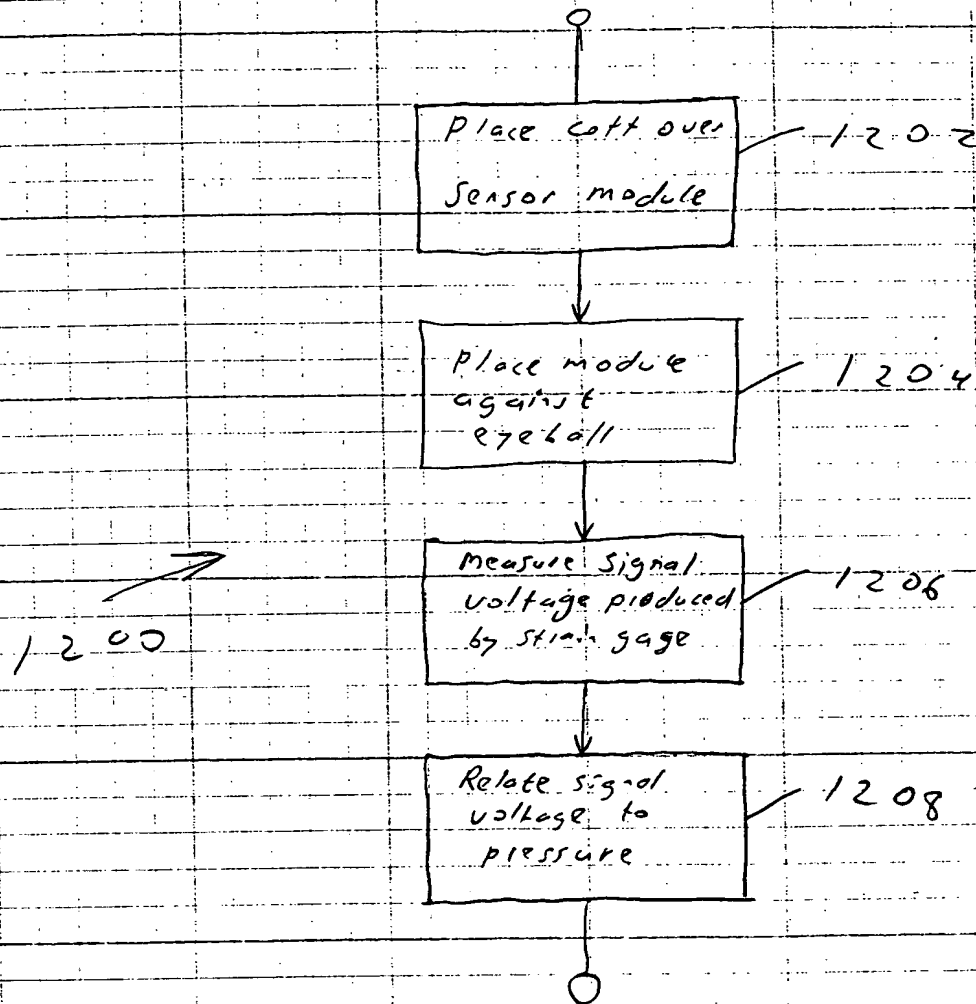 Place cott over
Sensor module
1202
Place module
against
eyeball
1204
Measure Signal
voltage produced
by strain gage
1206
1200
Relate signal
voltage to
pressure
1208